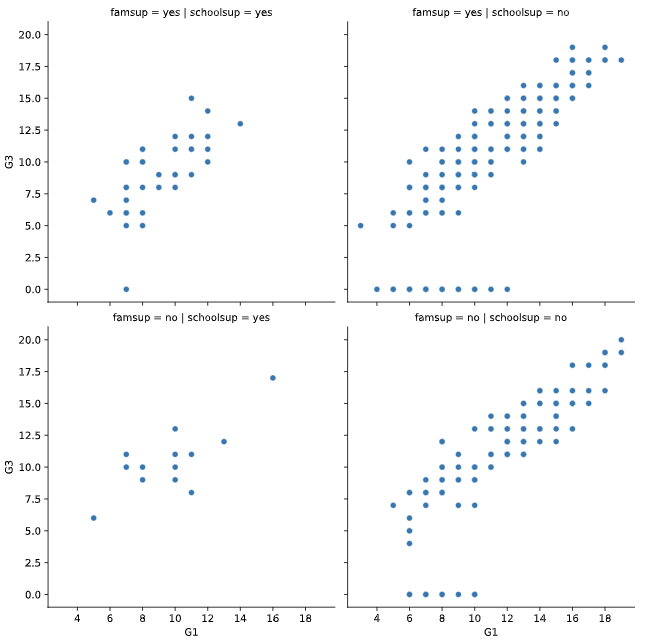 famsup = yes | schoolsup = yes
famsup = yes | schoolsup = no
20.0
17.5
15.0
12.5
10.0
7.5
5.0
2.5
0.0
G3
famsup = no | schoolsup = yes
famsup = no | schoolsup = no
20.0
17.5
15.0
12.5
10.0
7.5
5.0
2.5
0.0
G3
4 6 8 10 12 14 16 18
4 6 8 10 12 14 16 18
G1
G1